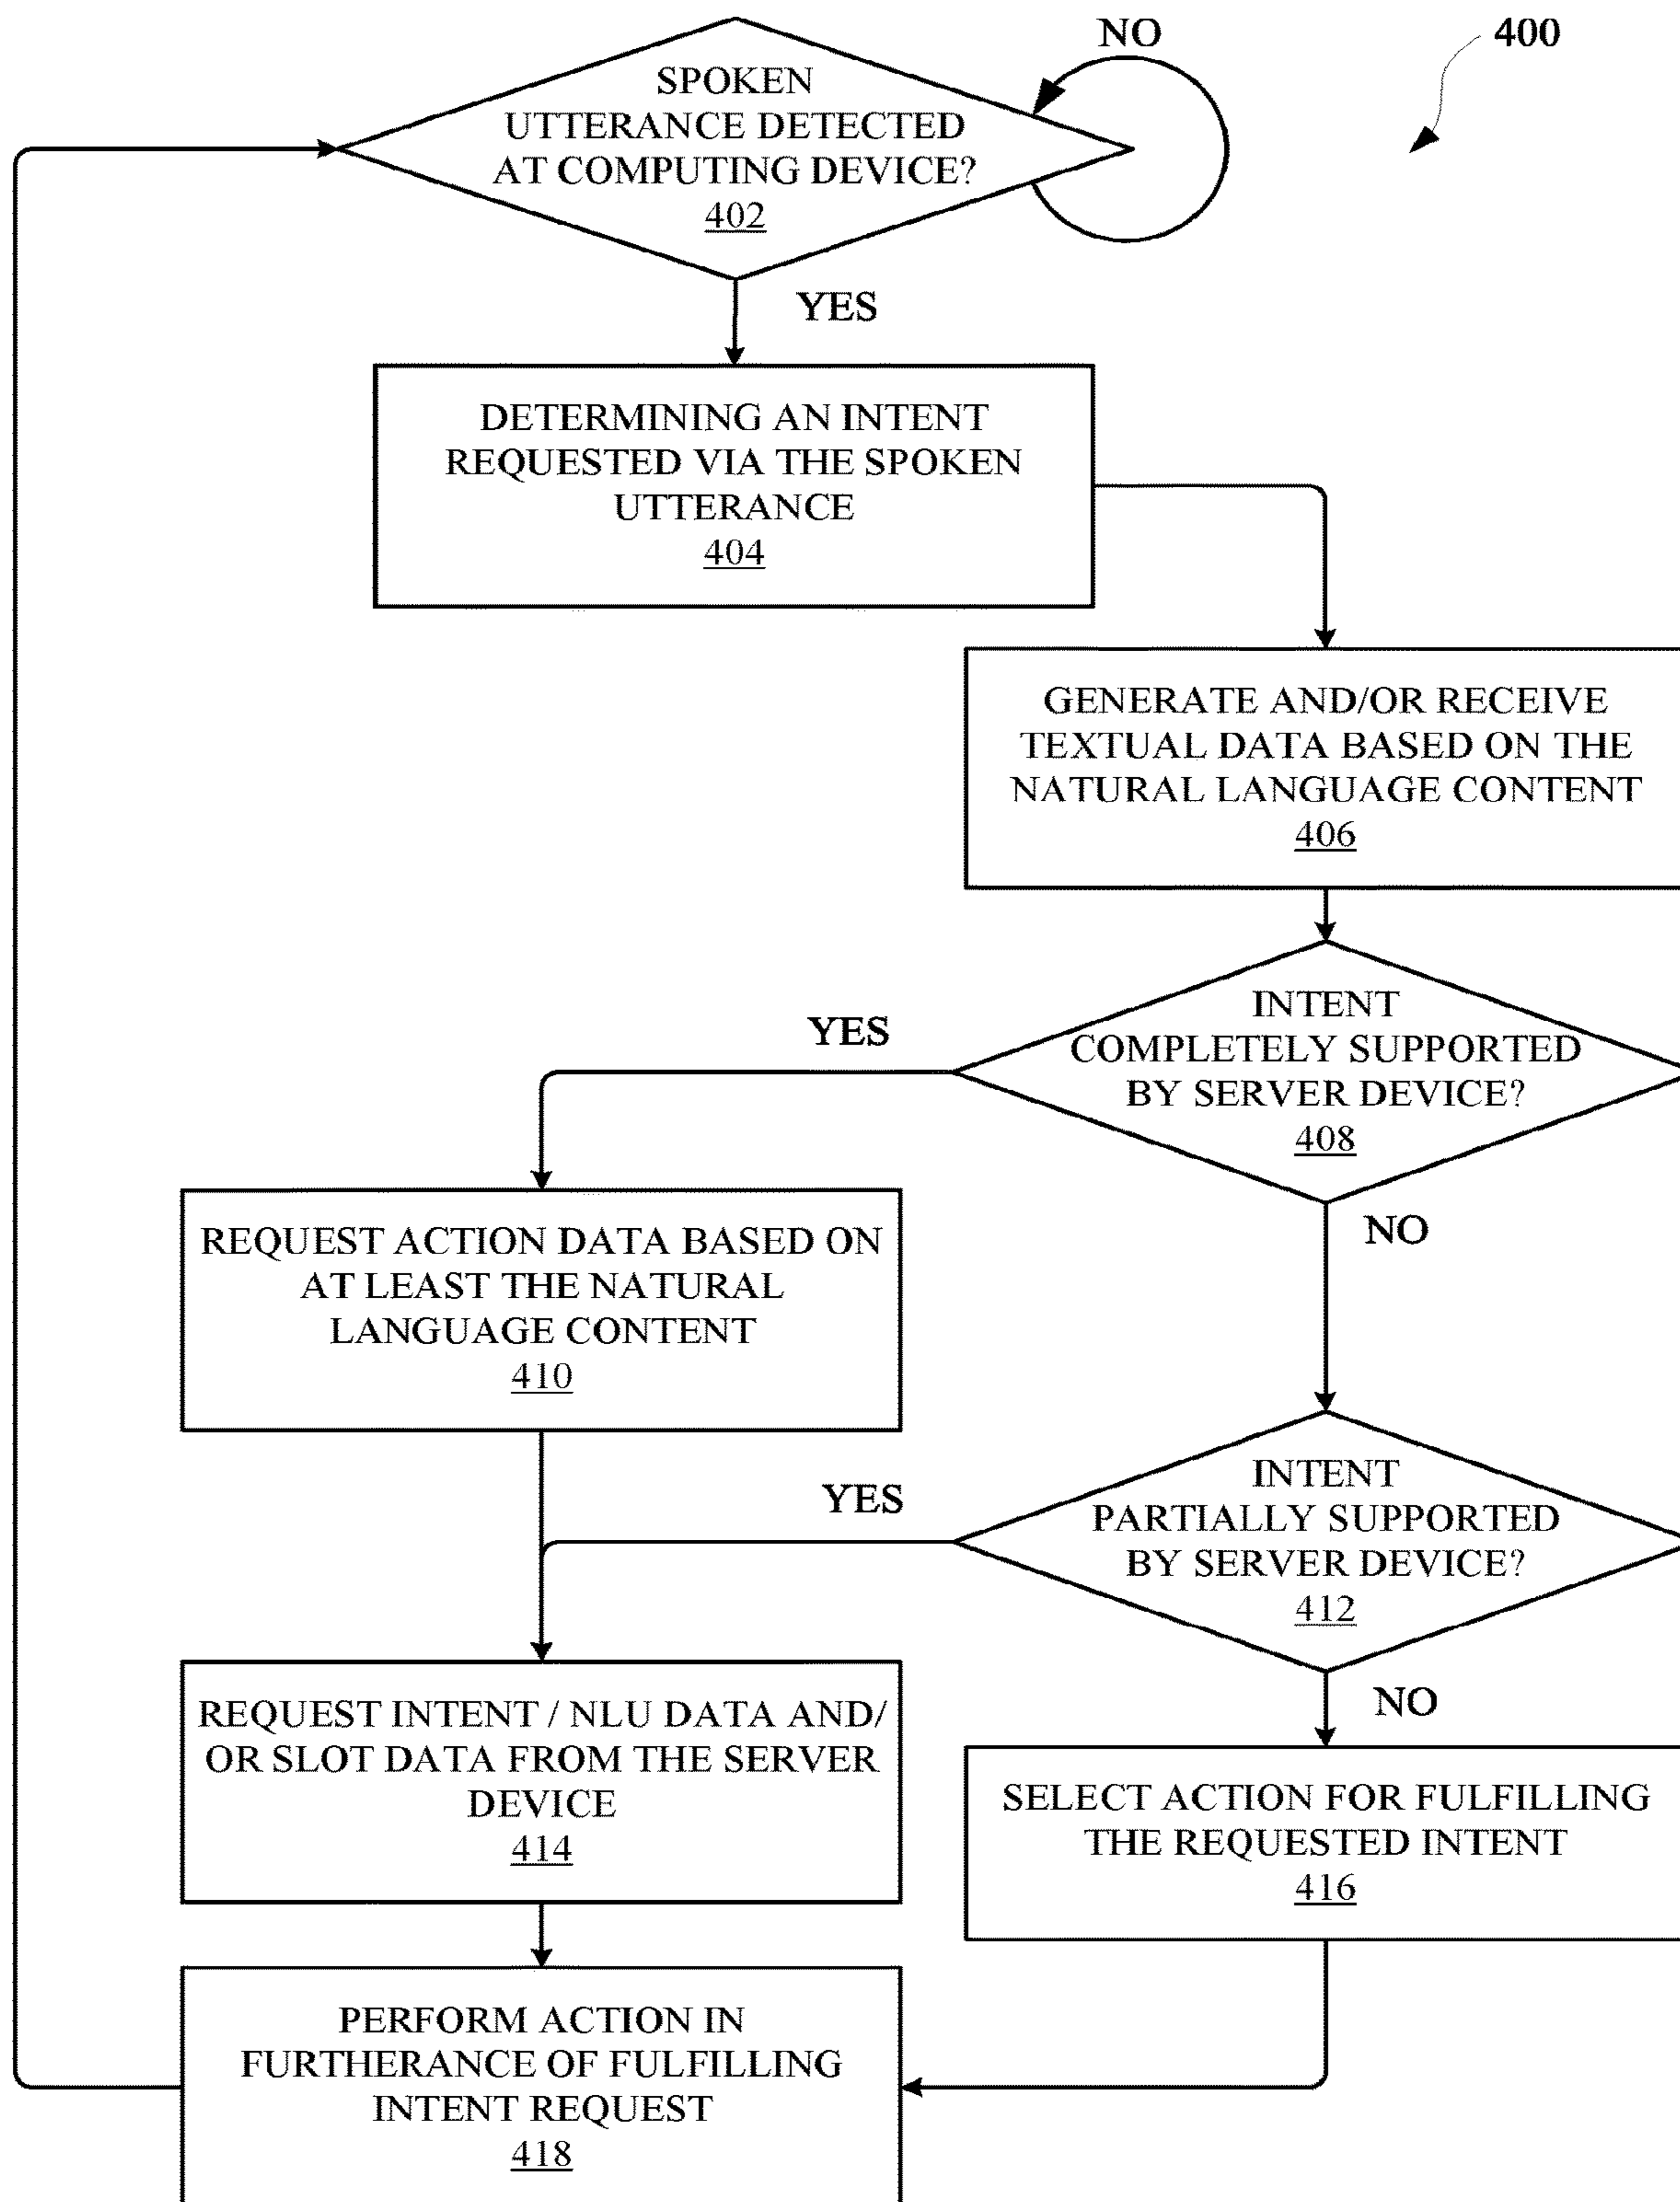 NO
400
SPOKEN
UTTERANCE DETECTED
AT COMPUTING DEVICE?
402
YES
DETERMINING AN INTENT
REQUESTED VIA THE SPOKEN
UTTERANCE
404
GENERATE AND/OR RECEIVE
TEXTUAL DATA BASED ON THE
NATURAL LANGUAGE CONTENT
406
INTENT
COMPLETELY SUPPORTED
BY SERVER DEVICE?
408
YES
NO
REQUEST ACTION DATA BASED ON
AT LEAST THE NATURAL
LANGUAGE CONTENT
410
INTENT
PARTIALLY SUPPORTED
BY SERVER DEVICE?
412
YES
NO
REQUEST INTENT / NLU DATA AND/
OR SLOT DATA FROM THE SERVER
DEVICE
414
SELECT ACTION FOR FULFILLING
THE REQUESTED INTENT
416
PERFORM ACTION IN
FURTHERANCE OF FULFILLING
INTENT REQUEST
418